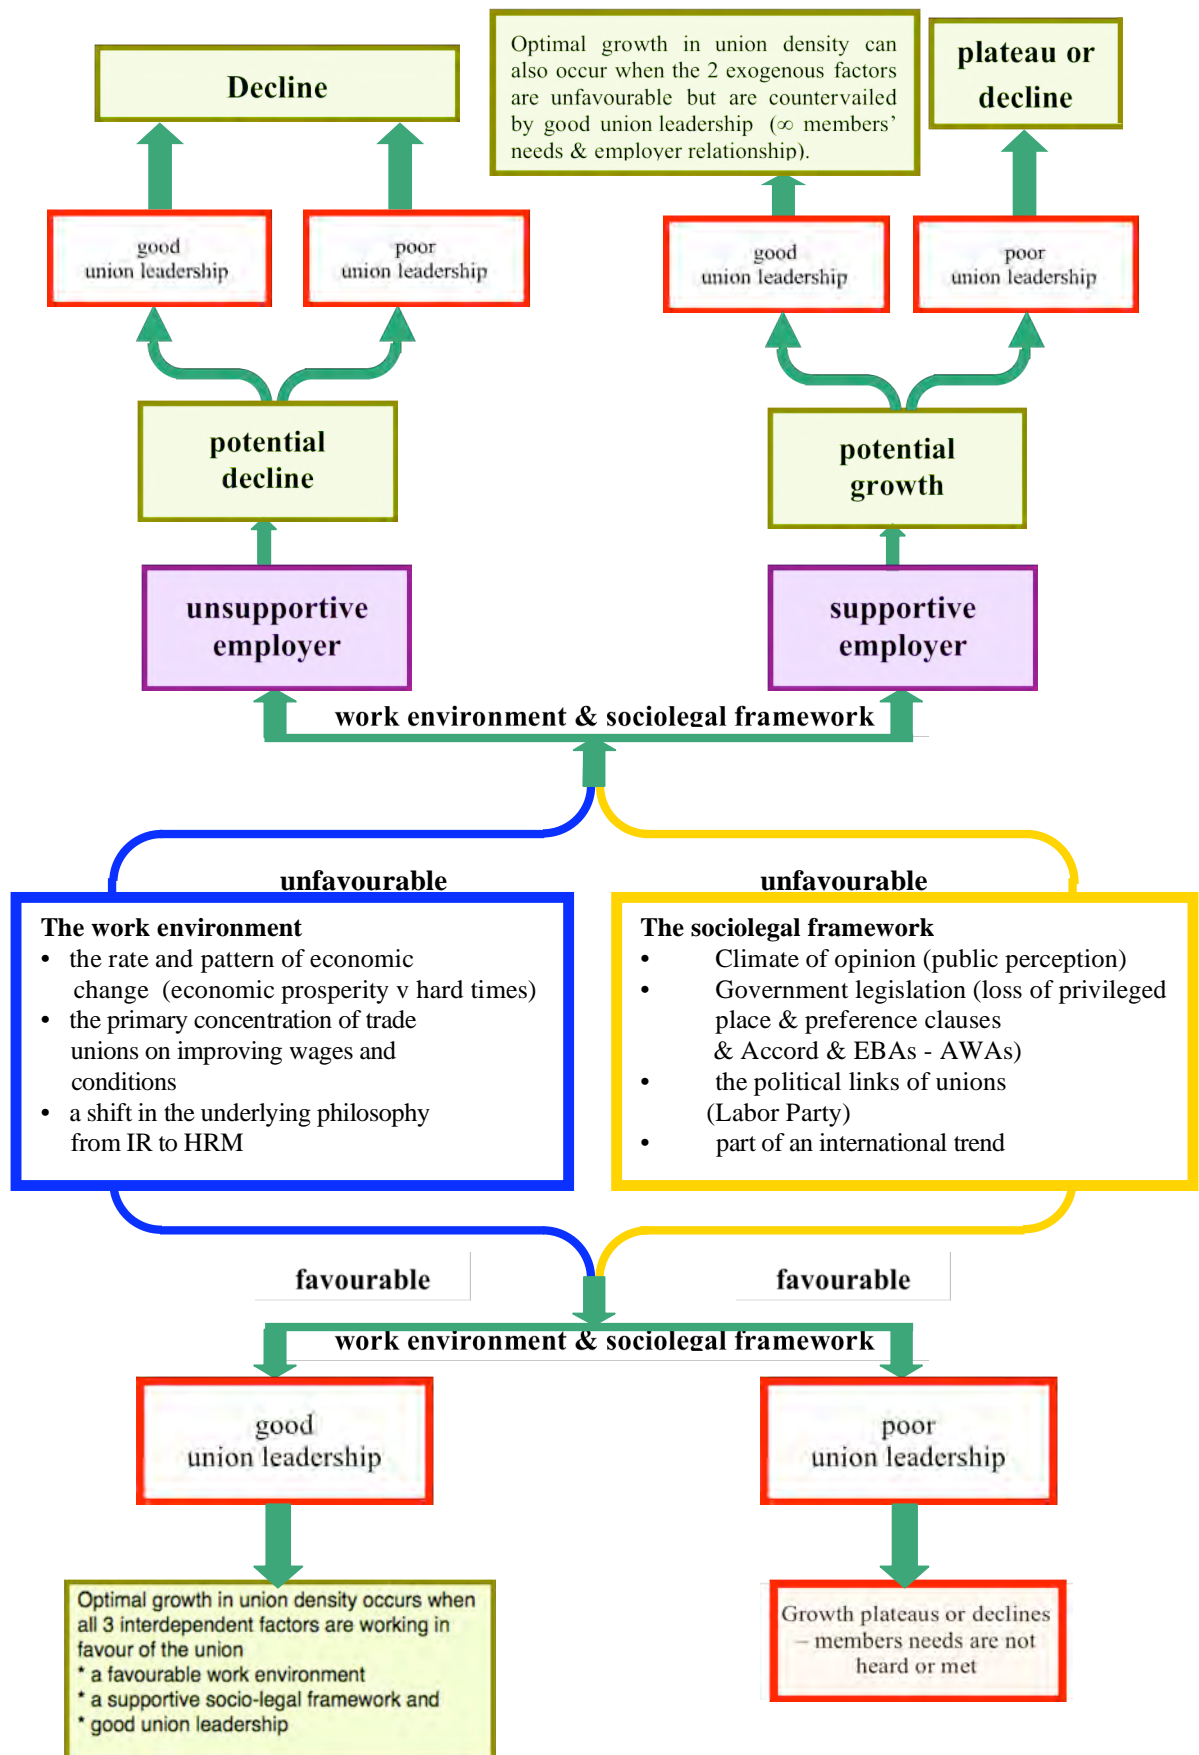 Decline
Optimal growth in union density can
also occur when the 2 exogenous factors
are unfavourable but are countervailed
by good union leadership (∞ members'
needs & employer relationship).
plateau or
decline
good
union leadership
poor
union leadership
good
union leadership
poor
union leadership
potential
decline
potential
growth
unsupportive
employer
supportive
employer
work environment & sociolegal framework
unfavourable
unfavourable
The work environment
• the rate and pattern of economic
change (economic prosperity v hard times)
• the primary concentration of trade
unions on improving wages and
conditions
• a shift in the underlying philosophy
from IR to HRM
The sociolegal framework
• Climate of opinion (public perception)
• Government legislation (loss of privileged
place & preference clauses
& Accord & EBAs - AWAs)
• the political links of unions
(Labor Party)
• part of an international trend
favourable
favourable
work environment & sociolegal framework
good
union leadership
poor
union leadership
Optimal growth in union density occurs when
all 3 interdependent factors are working in
favour of the union
* a favourable work environment
* a supportive socio-legal framework and
* good union leadership
Growth plateaus or declines
– members needs are not
heard or met